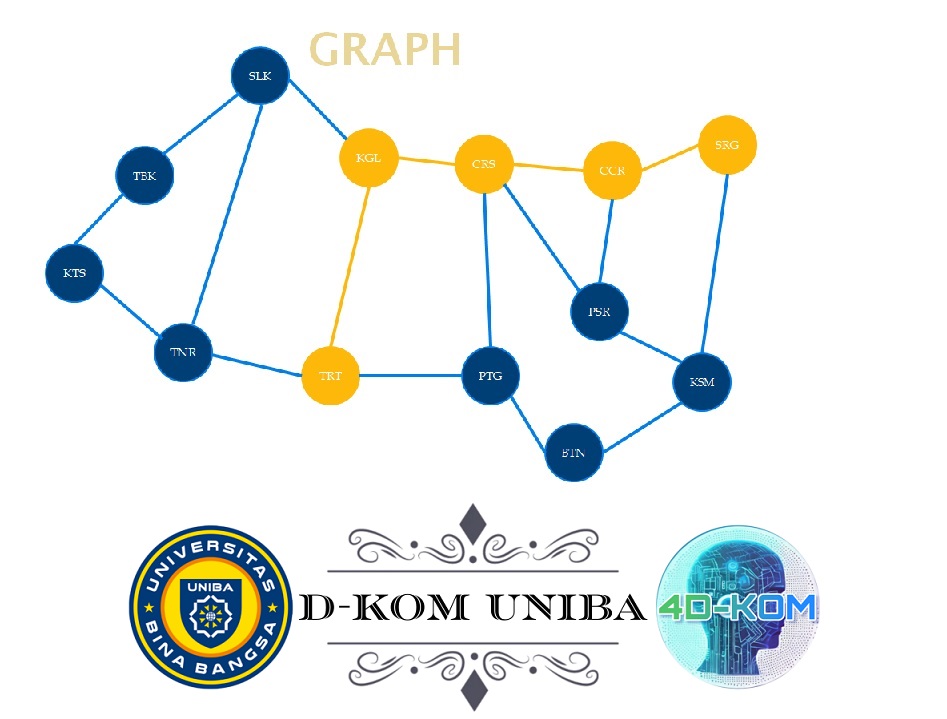 GRAPH
SLK
KGL
CRS
CCR
SRG
TBK
KTS
TNR
TRT
PTG
PSR
KSM
BTN
UNIVERSITAS
UNIBA
BINA BANGSA
D-KOM UNIBA
4D-KOM